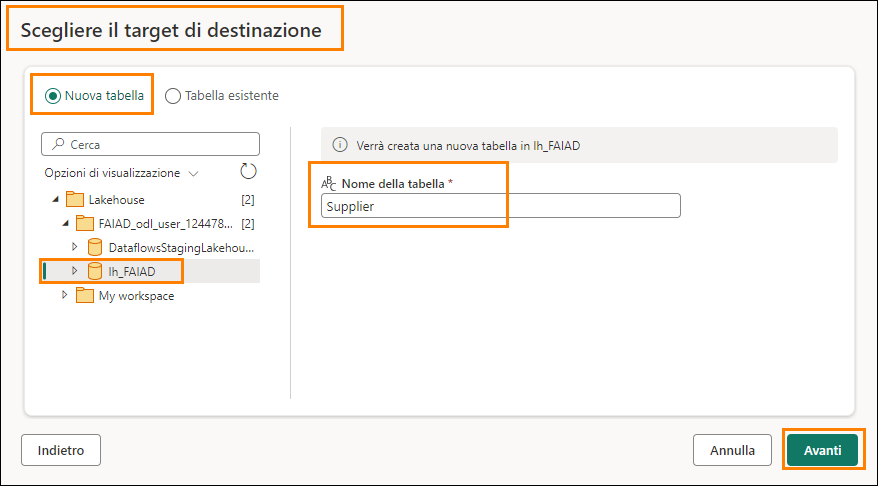 Scegliere il target di destinazione
Nuova tabella
Tabella esistente
Cerca
Opzioni di visualizzazione
Lakehouse [2]
FAIAD_odl_user_124478... [2]
DataflowsStagingLakehou...
lh_FAIAD
My workspace
Verrà creata una nuova tabella in lh_FAIAD
ABC Nome della tabella *
Supplier
Indietro
Annulla
Avanti